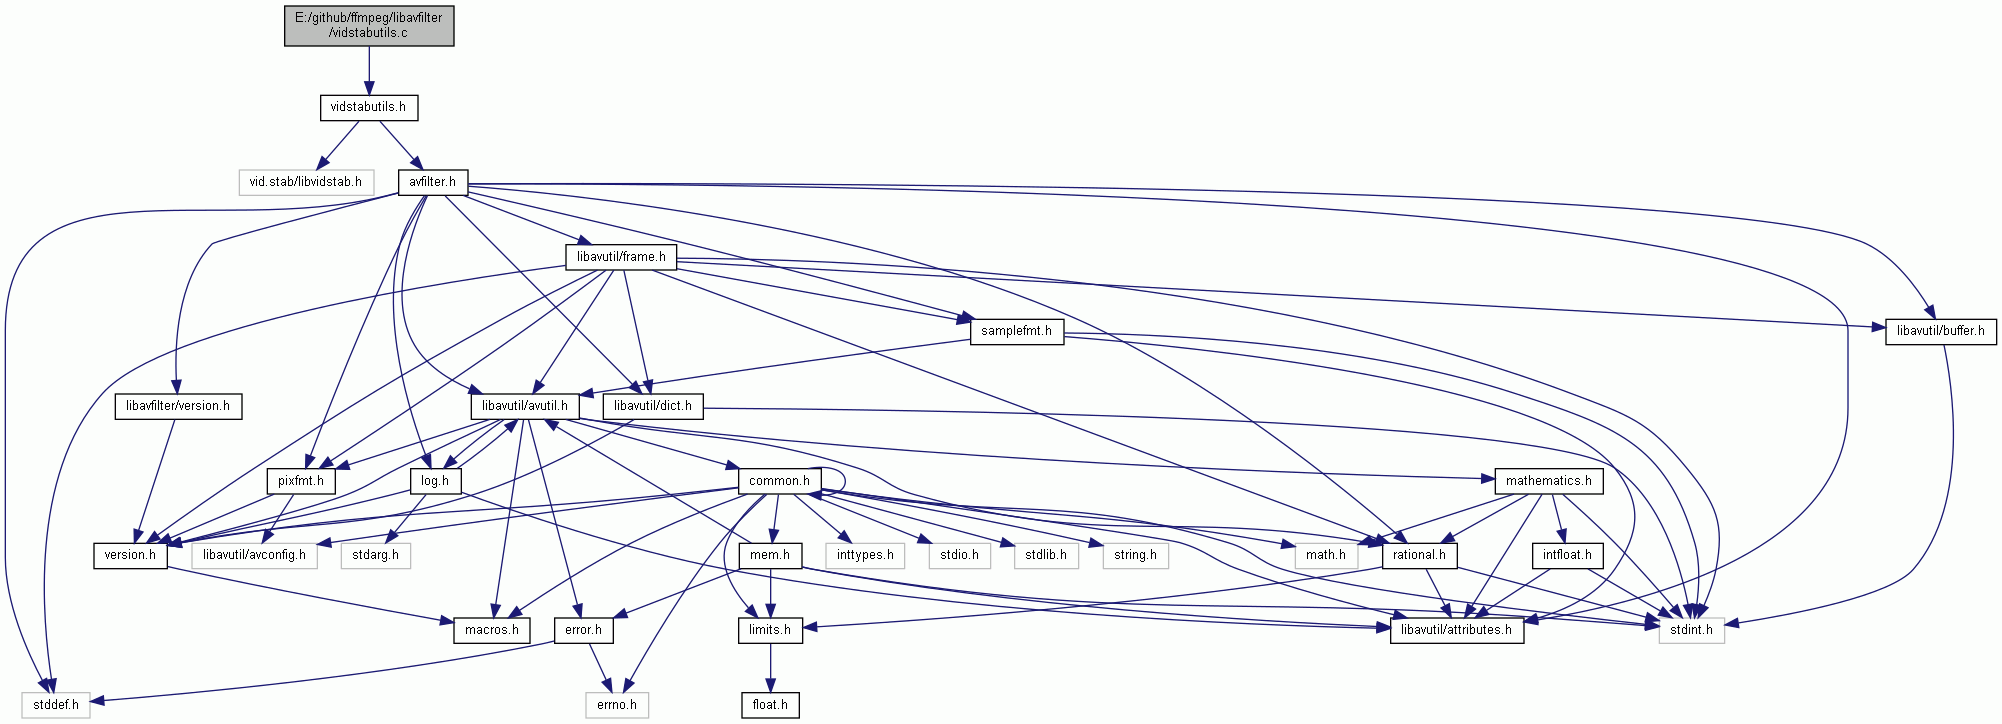 E:/github/ffmpeg/libavfilter
/vidstabutils.c
vidstabutils.h
vid.stab/libvidstab.h
avfilter.h
libavutil/frame.h
samplefmt.h
libavutil/buffer.h
libavfilter/version.h
libavutil/avutil.h
libavutil/dict.h
pixfmt.h
log.h
common.h
mathematics.h
version.h
libavutil/avconfig.h
stdarg.h
mem.h
inttypes.h
stdio.h
stdlib.h
string.h
math.h
rational.h
intfloat.h
macros.h
error.h
limits.h
libavutil/attributes.h
stdint.h
stddef.h
errno.h
float.h